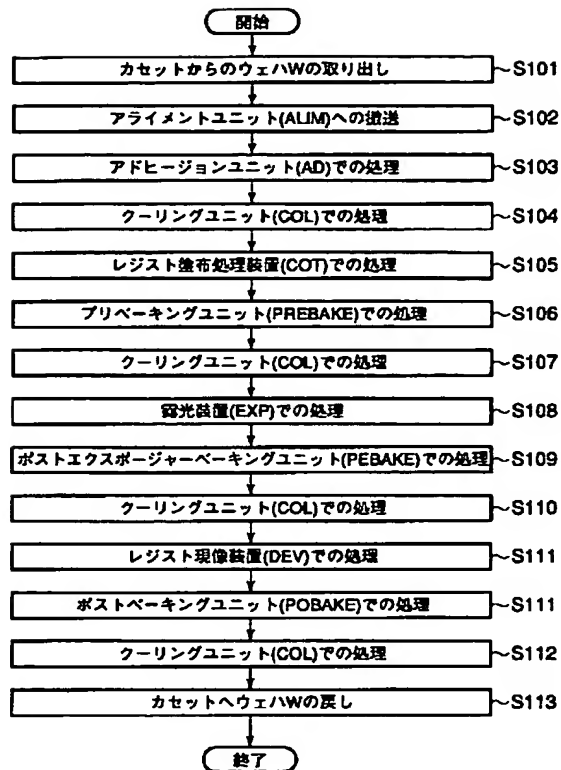 開始
カセットからのウェハWの取り出し ~S101
アライメントユニット(ALIM)への搬送 ~S102
アドヒージョンユニット(AD)での処理 ~S103
クーリングユニット(COL)での処理 ~S104
レジスト塗布処理装置(COT)での処理 ~S105
プリベーキングユニット(PREBAKE)での処理 ~S106
クーリングユニット(COL)での処理 ~S107
露光装置(EXP)での処理 ~S108
ポストエクスポージャーベーキングユニット(PEBAKE)での処理 ~S109
クーリングユニット(COL)での処理 ~S110
レジスト現像装置(DEV)での処理 ~S111
ポストベーキングユニット(POBAKE)での処理 ~S111
クーリングユニット(COL)での処理 ~S112
カセットへウェハWの戻し ~S113
終了